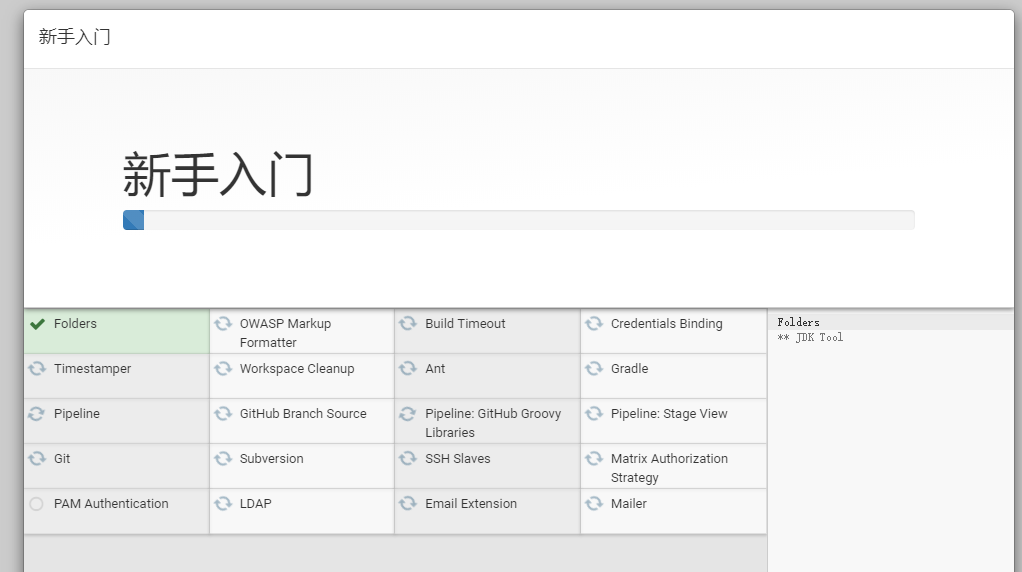 新手入门
新手入门
Folders
OWASP Markup
Formatter
Build Timeout
Credentials Binding
Timestamper
Workspace Cleanup
Ant
Gradle
Pipeline
GitHub Branch Source
Pipeline: GitHub Groovy
Libraries
Pipeline: Stage View
Git
Subversion
SSH Slaves
Matrix Authorization
Strategy
PAM Authentication
LDAP
Email Extension
Mailer
Folders
** JDK Tool